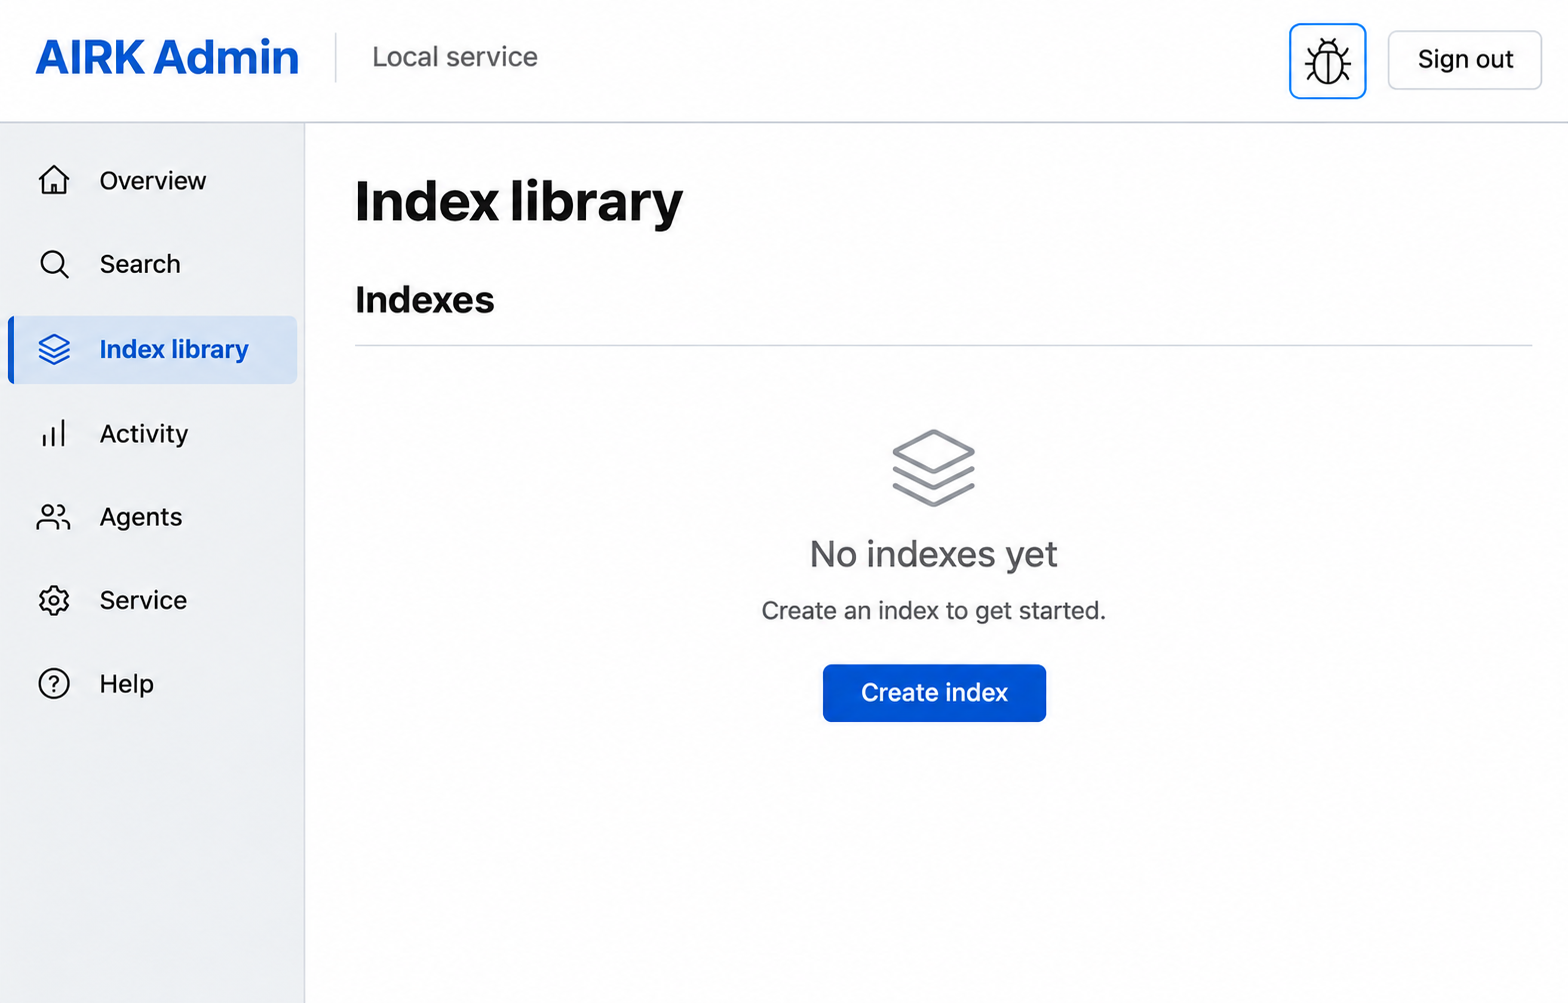 AIRK Admin
Local service
Sign out
Overview
Search
Index library
Activity
Agents
Service
Help
Index library
Indexes
No indexes yet
Create an index to get started.
Create index